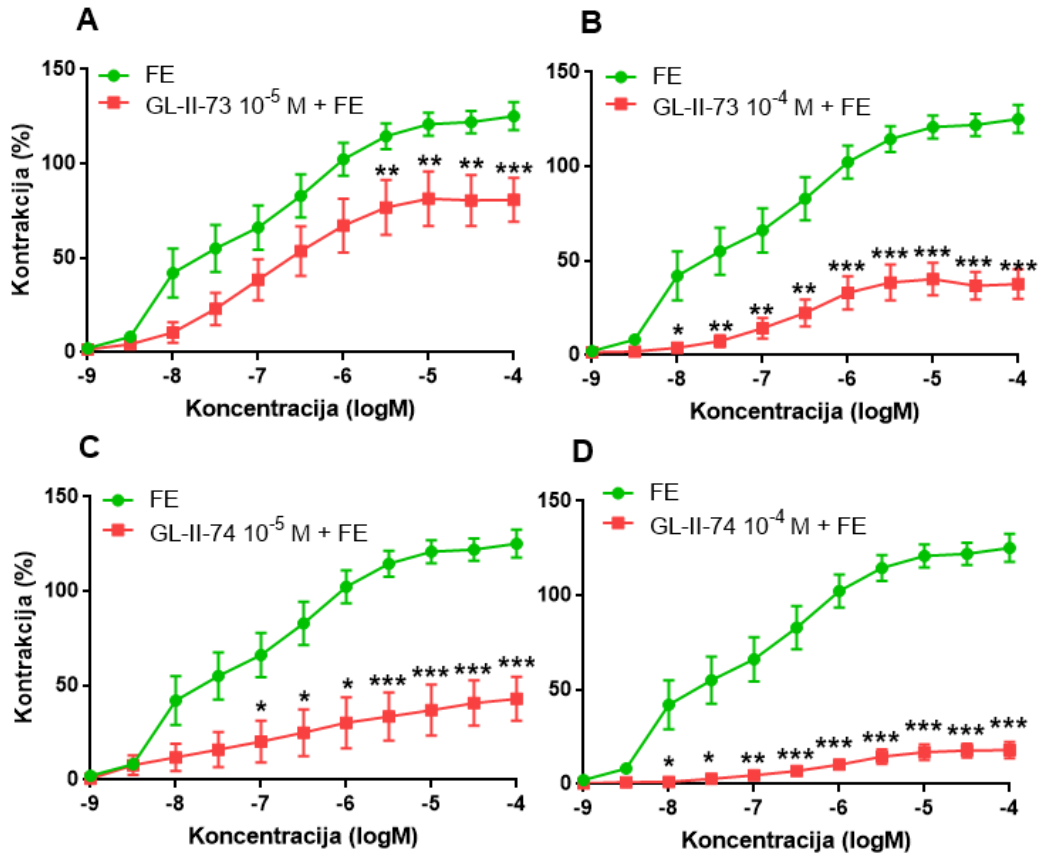 A
FE
GL-II-73 10⁻⁵ M + FE
150
100
50
0
** ** ** ***
-9 -8 -7 -6 -5 -4
Kontrakcija (%)
Koncentracija (logM)
B
FE
GL-II-73 10⁻⁴ M + FE
150
100
50
0
* ** ** ** *** *** *** *** ***
-9 -8 -7 -6 -5 -4
Koncentracija (logM)
C
FE
GL-II-74 10⁻⁵ M + FE
150
100
50
0
* * * *** *** *** ***
-9 -8 -7 -6 -5 -4
Kontrakcija (%)
Koncentracija (logM)
D
FE
GL-II-74 10⁻⁴ M + FE
150
100
50
0
* * ** *** *** *** *** *** ***
-9 -8 -7 -6 -5 -4
Koncentracija (logM)